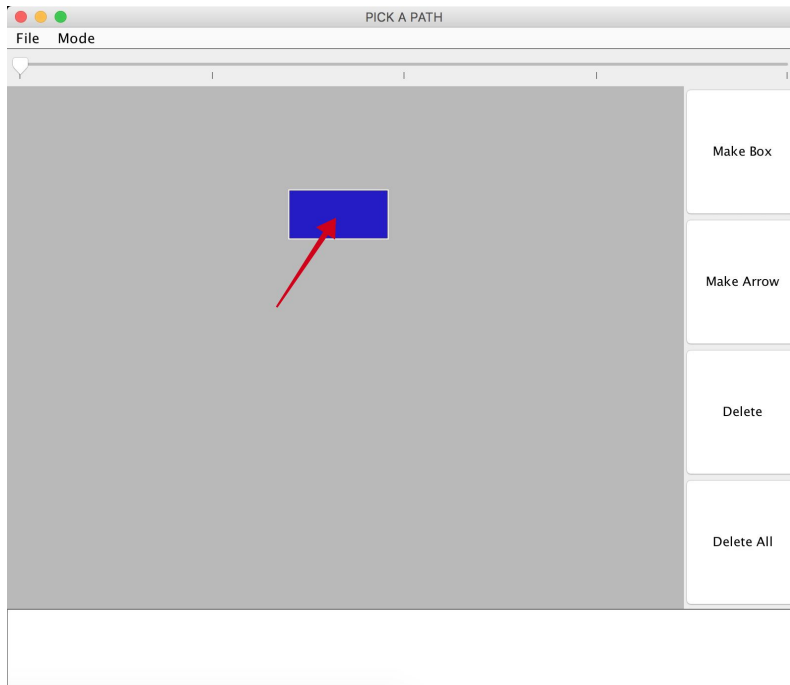 PICK A PATH
File Mode
Make Box
Make Arrow
Delete
Delete All